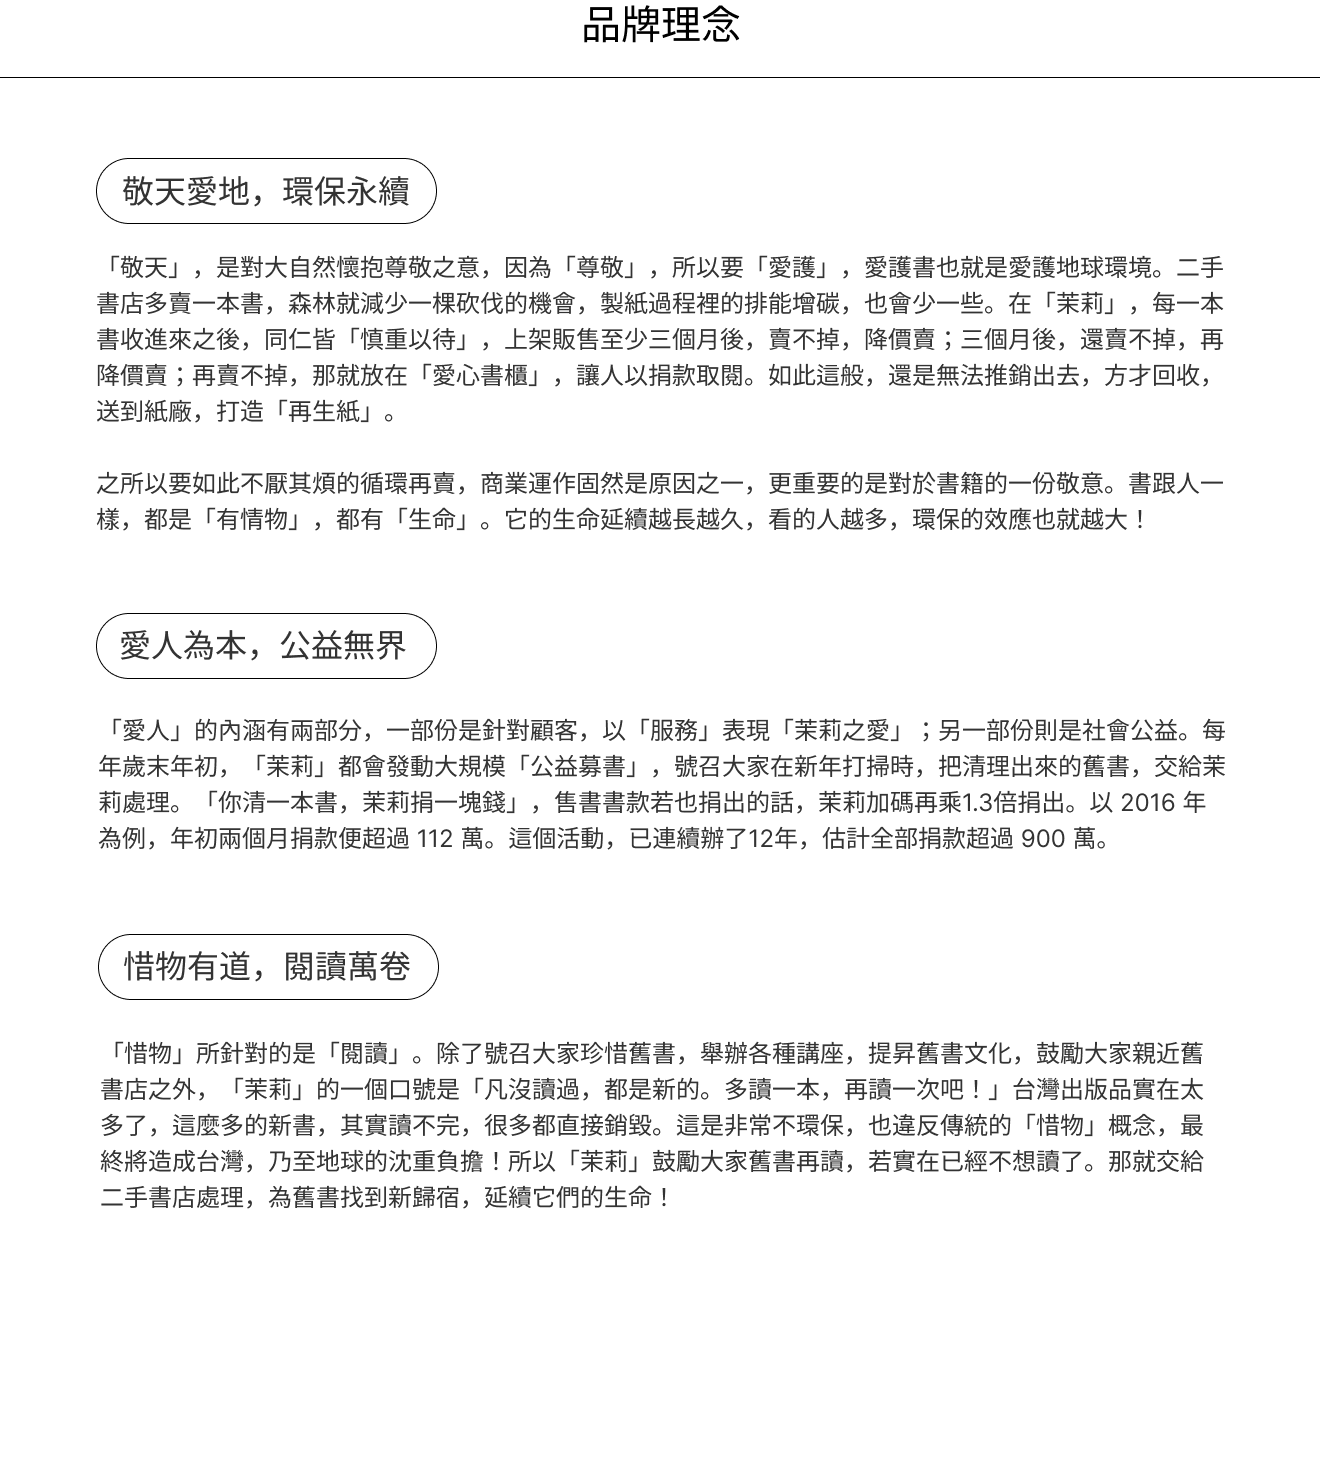 品牌理念
敬天愛地，環保永續
「敬天」，是對大自然懷抱尊敬之意，因為「尊敬」，所以要「愛護」，愛護書也就是愛護地球環境。二手
書店多賣一本書，森林就減少一棵砍伐的機會，製紙過程裡的排能增碳，也會少一些。在「茉莉」，每一本
書收進來之後，同仁皆「慎重以待」，上架販售至少三個月後，賣不掉，降價賣；三個月後，還賣不掉，再
降價賣；再賣不掉，那就放在「愛心書櫃」，讓人以捐款取閱。如此這般，還是無法推銷出去，方才回收，
送到紙廠，打造「再生紙」。
之所以要如此不厭其煩的循環再賣，商業運作固然是原因之一，更重要的是對於書籍的一份敬意。書跟人一
樣，都是「有情物」，都有「生命」。它的生命延續越長越久，看的人越多，環保的效應也就越大！
愛人為本，公益無界
「愛人」的內涵有兩部分，一部份是針對顧客，以「服務」表現「茉莉之愛」；另一部份則是社會公益。每
年歲末年初，「茉莉」都會發動大規模「公益募書」，號召大家在新年打掃時，把清理出來的舊書，交給茉
莉處理。「你清一本書，茉莉捐一塊錢」，售書書款若也捐出的話，茉莉加碼再乘1.3倍捐出。以 2016 年
為例，年初兩個月捐款便超過 112 萬。這個活動，已連續辦了12年，估計全部捐款超過 900 萬。
惜物有道，閱讀萬卷
「惜物」所針對的是「閱讀」。除了號召大家珍惜舊書，舉辦各種講座，提昇舊書文化，鼓勵大家親近舊
書店之外，「茉莉」的一個口號是「凡沒讀過，都是新的。多讀一本，再讀一次吧！」台灣出版品實在太
多了，這麼多的新書，其實讀不完，很多都直接銷毀。這是非常不環保，也違反傳統的「惜物」概念，最
終將造成台灣，乃至地球的沈重負擔！所以「茉莉」鼓勵大家舊書再讀，若實在已經不想讀了。那就交給
二手書店處理，為舊書找到新歸宿，延續它們的生命！